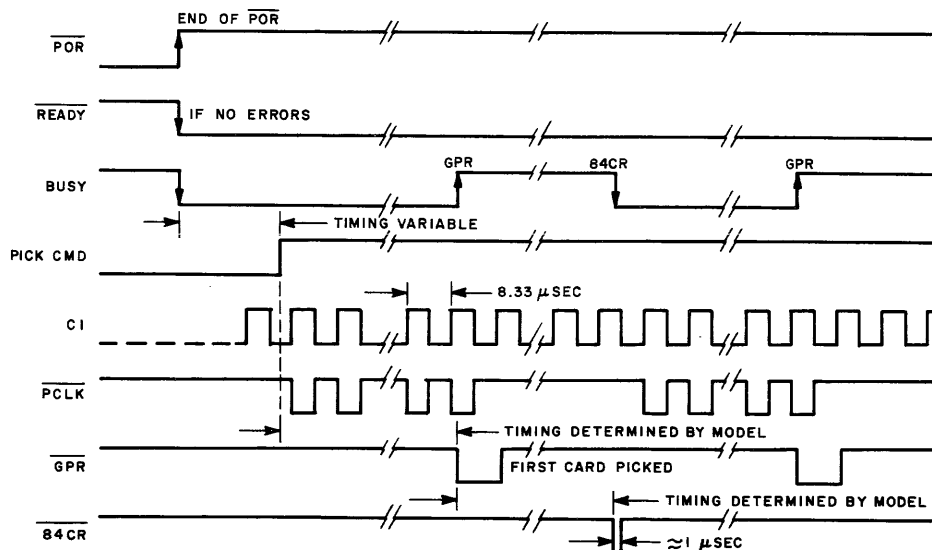 END OF POR
POR
READY
IF NO ERRORS
GPR
84CR
GPR
BUSY
TIMING VARIABLE
PICK CMD
8.33 μSEC
C1
PCLK
TIMING DETERMINED BY MODEL
GPR
FIRST CARD PICKED
TIMING DETERMINED BY MODEL
84CR
≈1 μSEC